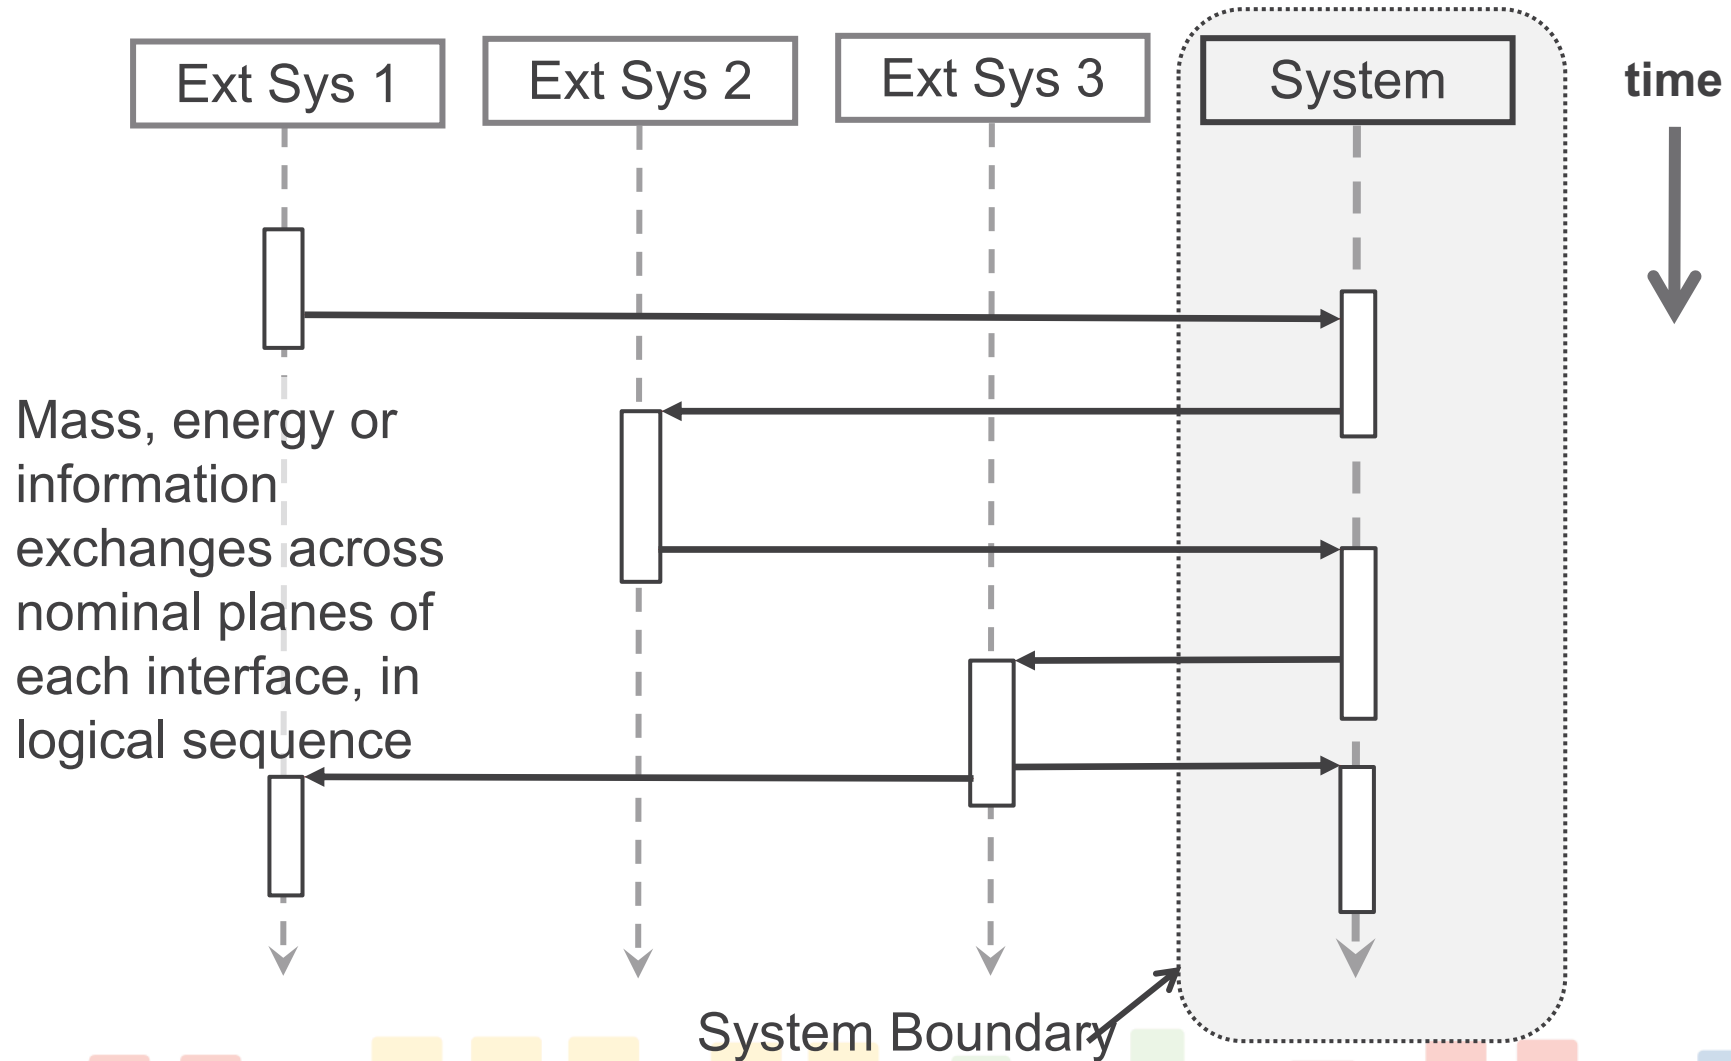 Ext Sys 1
Ext Sys 2
Ext Sys 3
System
time
Mass, energy or
information
exchanges across
nominal planes of
each interface, in
logical sequence
System Boundary